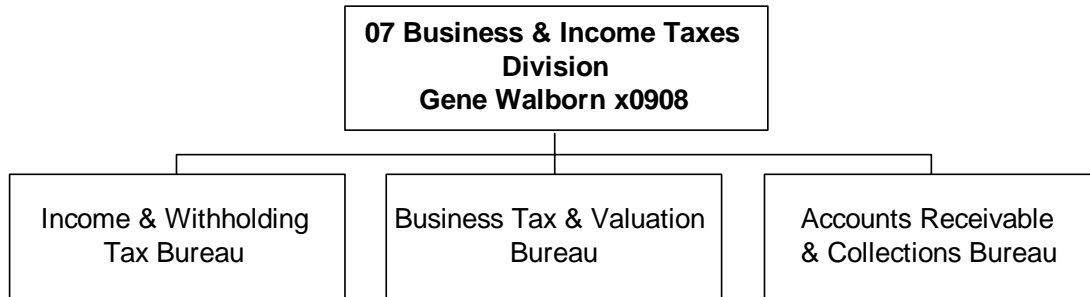 07 Business & Income Taxes
Division
Gene Walborn x0908
Income & Withholding
Tax Bureau
Business Tax & Valuation
Bureau
Accounts Receivable
& Collections Bureau